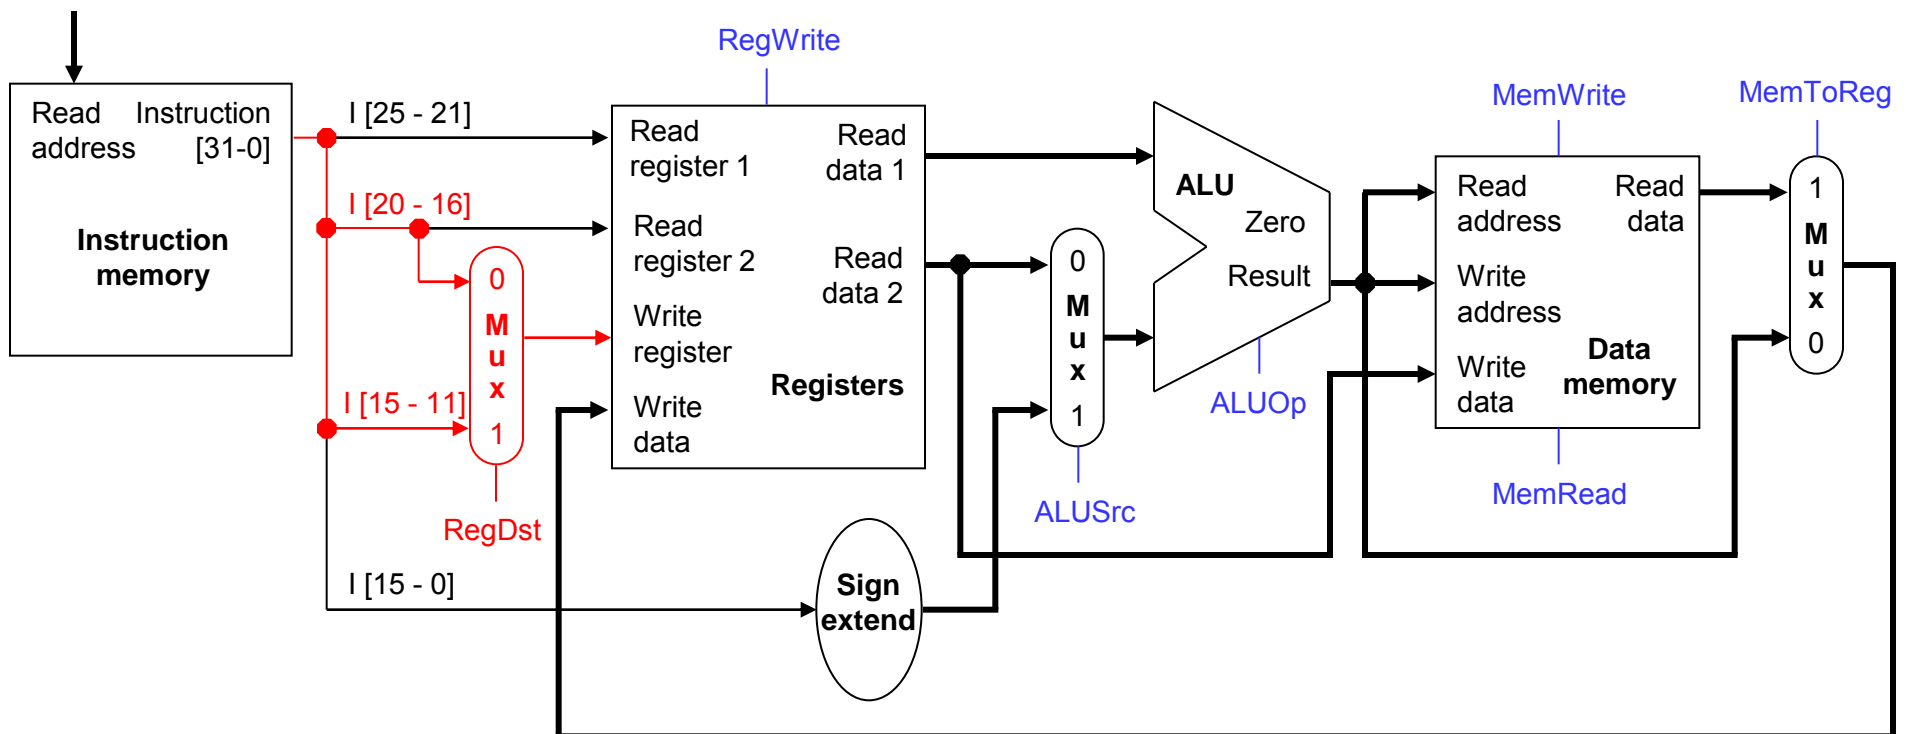 RegWrite
MemWrite
MemToReg
Read address
Instruction [31-0]
Instruction memory
I [25 - 21]
I [20 - 16]
I [15 - 11]
I [15 - 0]
0
M
u
x
1
RegDst
Read
register 1
Read
data 1
Read
register 2
Read
data 2
Write
register
Registers
Write
data
Sign
extend
0
M
u
x
1
ALUSrc
ALU
Zero
Result
ALUOp
Read
address
Read
data
Write
address
Data
memory
Write
data
MemRead
1
M
u
x
0